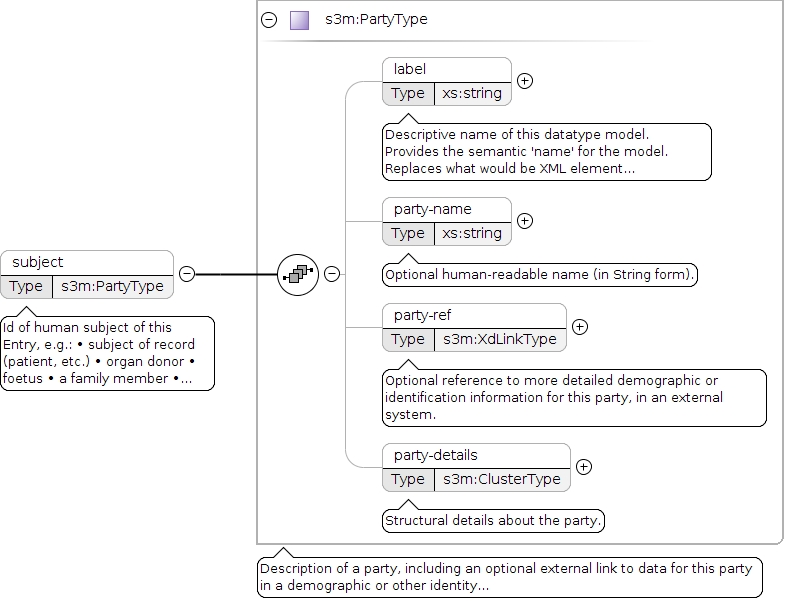 s3m:PartyType
label
Type xs:string
Descriptive name of this datatype model.
Provides the semantic 'name' for the model.
Replaces what would be XML element...
party-name
Type xs:string
Optional human-readable name (in String form).
subject
Type s3m:PartyType
Id of human subject of this
Entry, e.g.: • subject of record
(patient, etc.) • organ donor •
foetus • a family member •...
party-ref
Type s3m:XdLinkType
Optional reference to more detailed demographic or
identification information for this party, in an external
system.
party-details
Type s3m:ClusterType
Structural details about the party.
Description of a party, including an optional external link to data for this party
in a demographic or other identity...